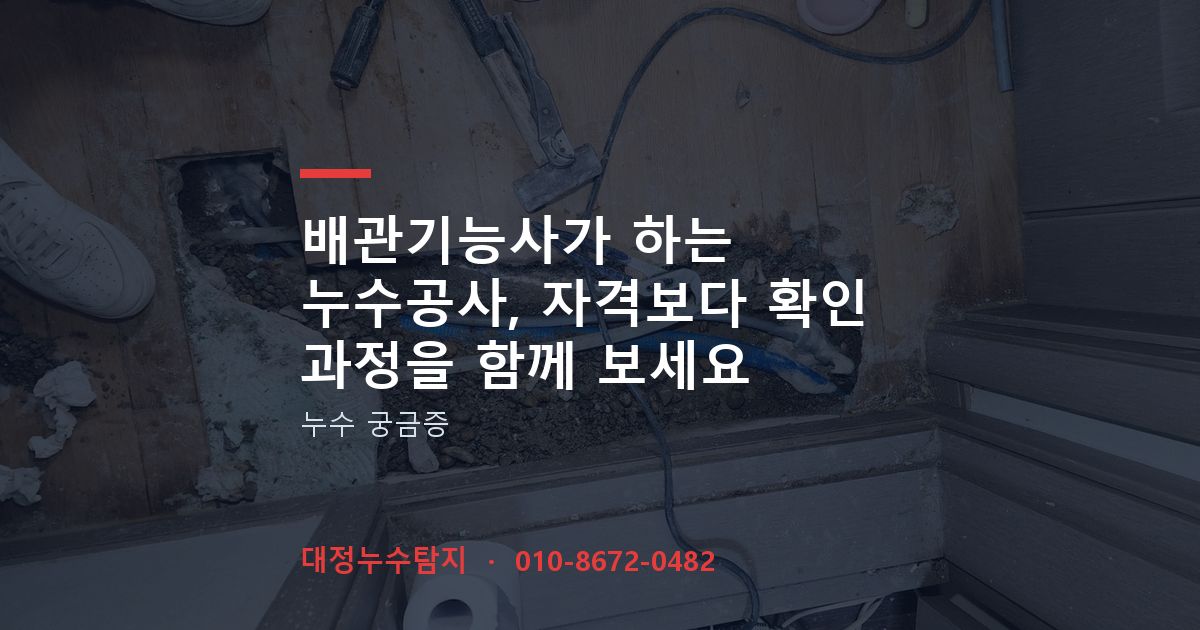 배관기능사가 하는
누수공사, 자격보다 확인
과정을 함께 보세요
누수 궁금증
대정누수탐지 · 010-8672-0482